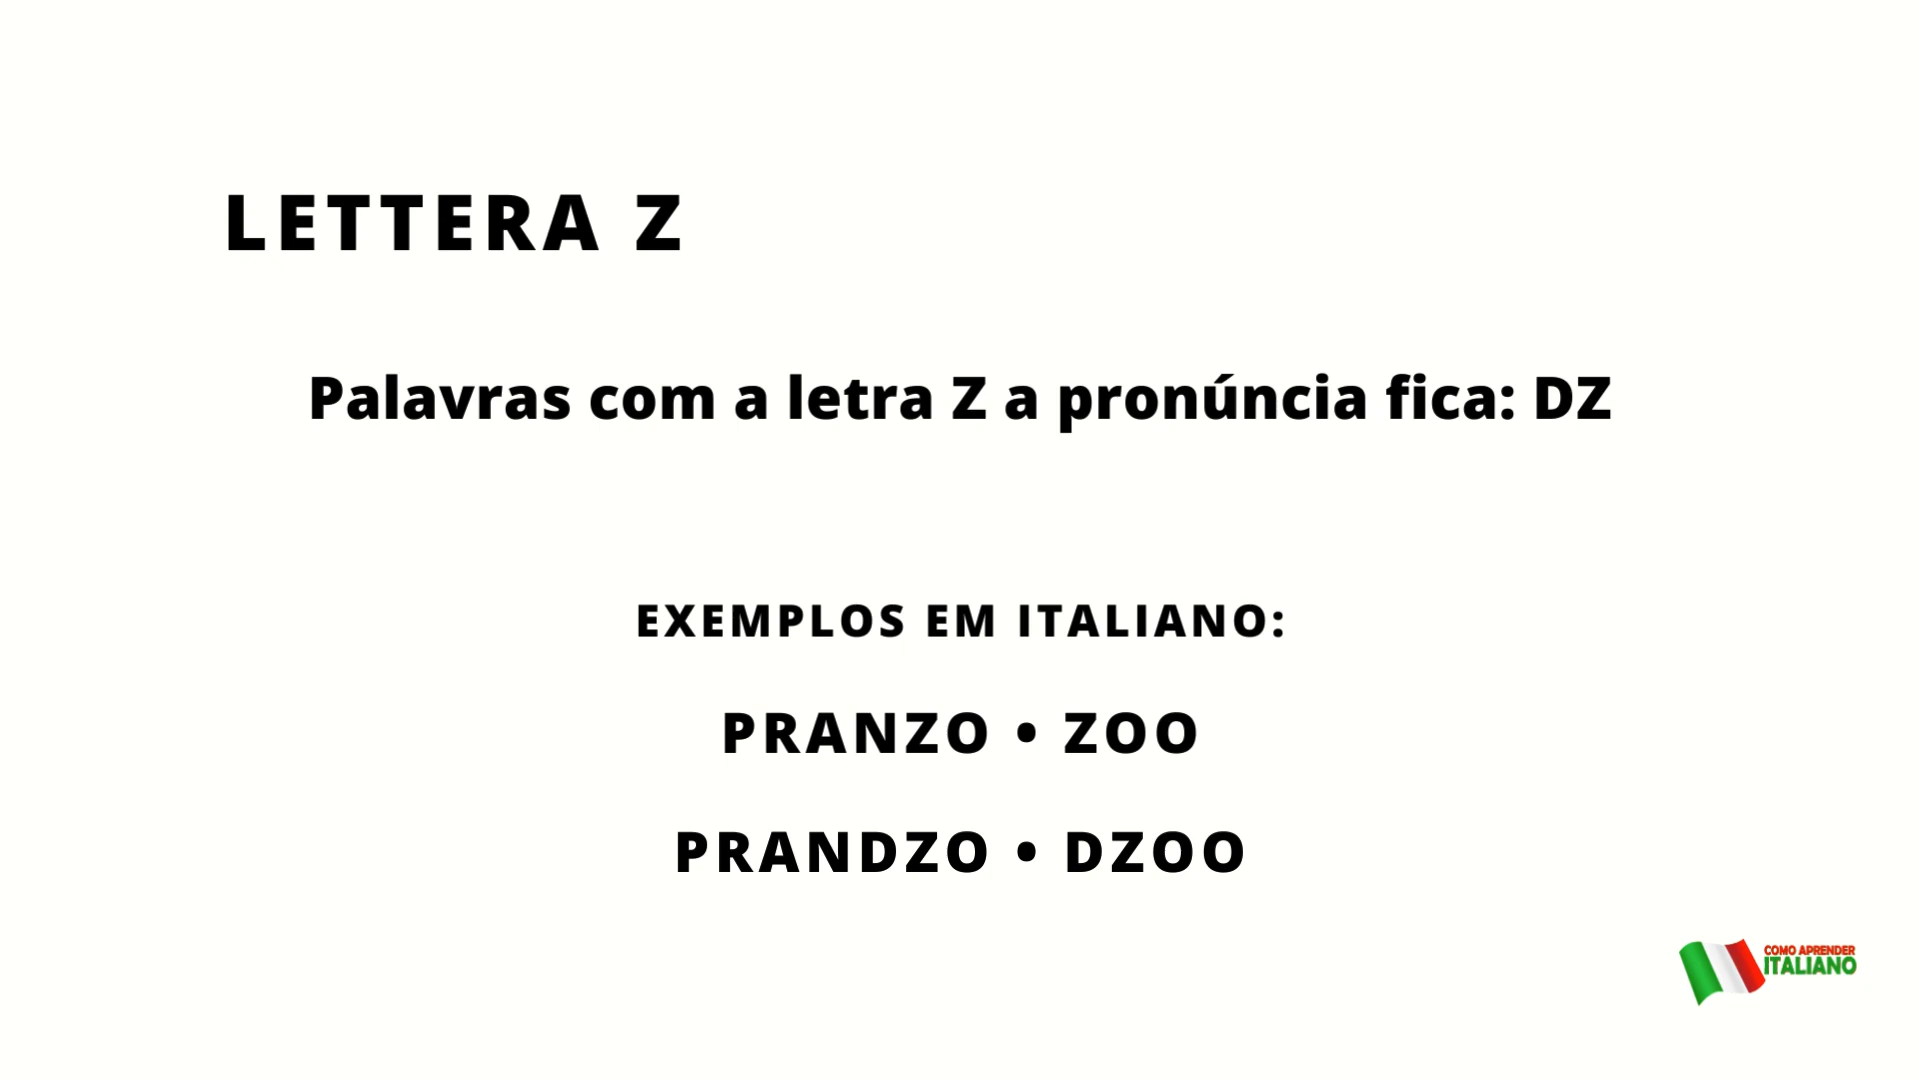 LETTERA Z
Palavras com a letra Z a pronúncia fica: DZ
EXEMPLOS EM ITALIANO:
PRANZO • ZOO
PRANDZO • DZOO
COMO APRENDER
ITALIANO